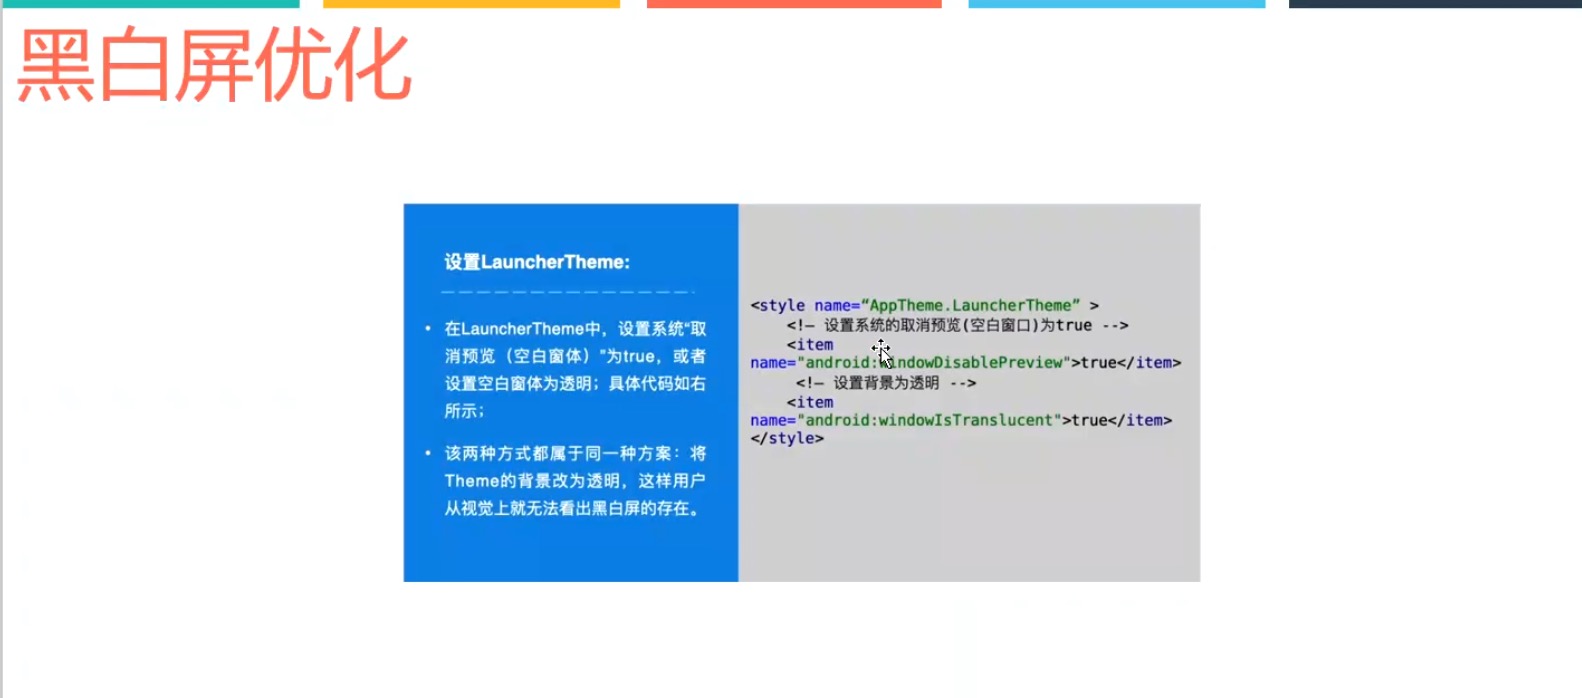 黑白屏优化
设置LauncherTheme:
• 在LauncherTheme中，设置系统“取
消预览（空白窗体）”为true，或者
设置空白窗体为透明；具体代码如右
所示；
• 该两种方式都属于同一种方案：将
Theme的背景改为透明，这样用户
从视觉上就无法看出黑白屏的存在。
<style name=“AppTheme.LauncherTheme” >
<!— 设置系统的取消预览(空白窗口)为true -->
<item
name="android:windowDisablePreview">true</item>
<!— 设置背景为透明 -->
<item
name="android:windowIsTranslucent">true</item>
</style>